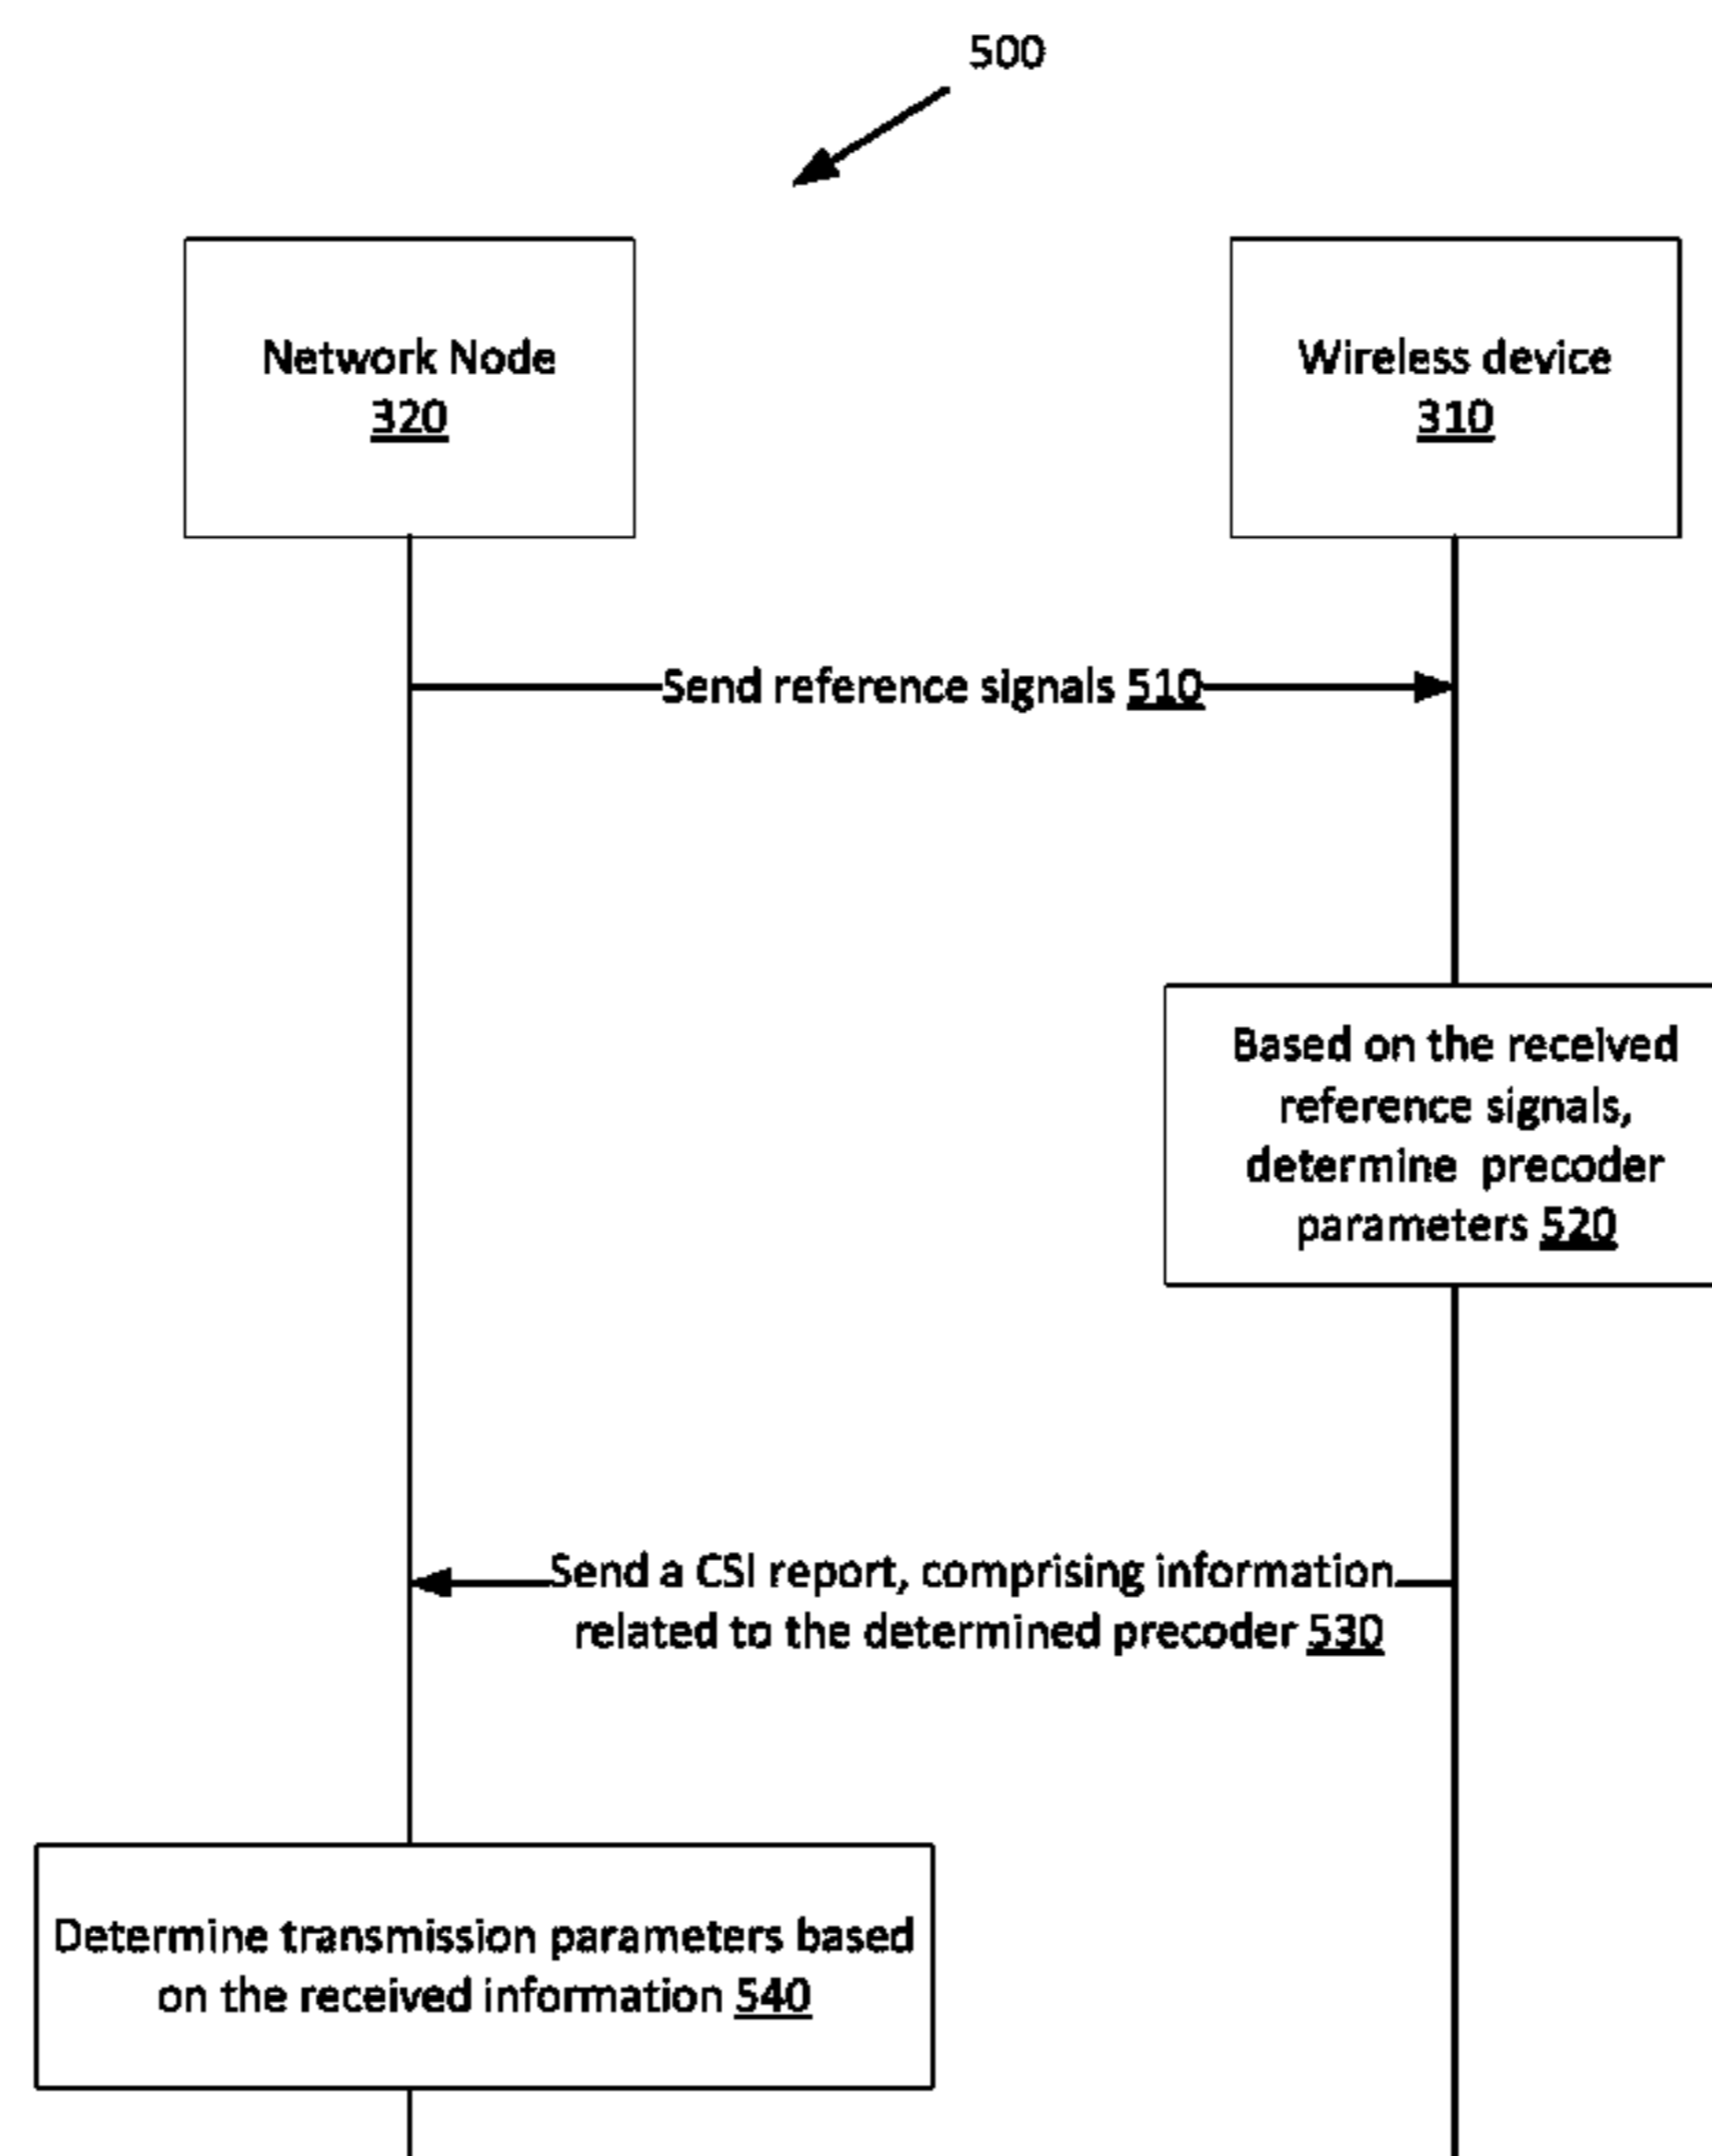 500
Network Node
320
Wireless device
310
Send reference signals 510
Based on the received
reference signals,
determine precoder
parameters 520
Send a CSI report, comprising information
related to the determined precoder 530
Determine transmission parameters based
on the received information 540